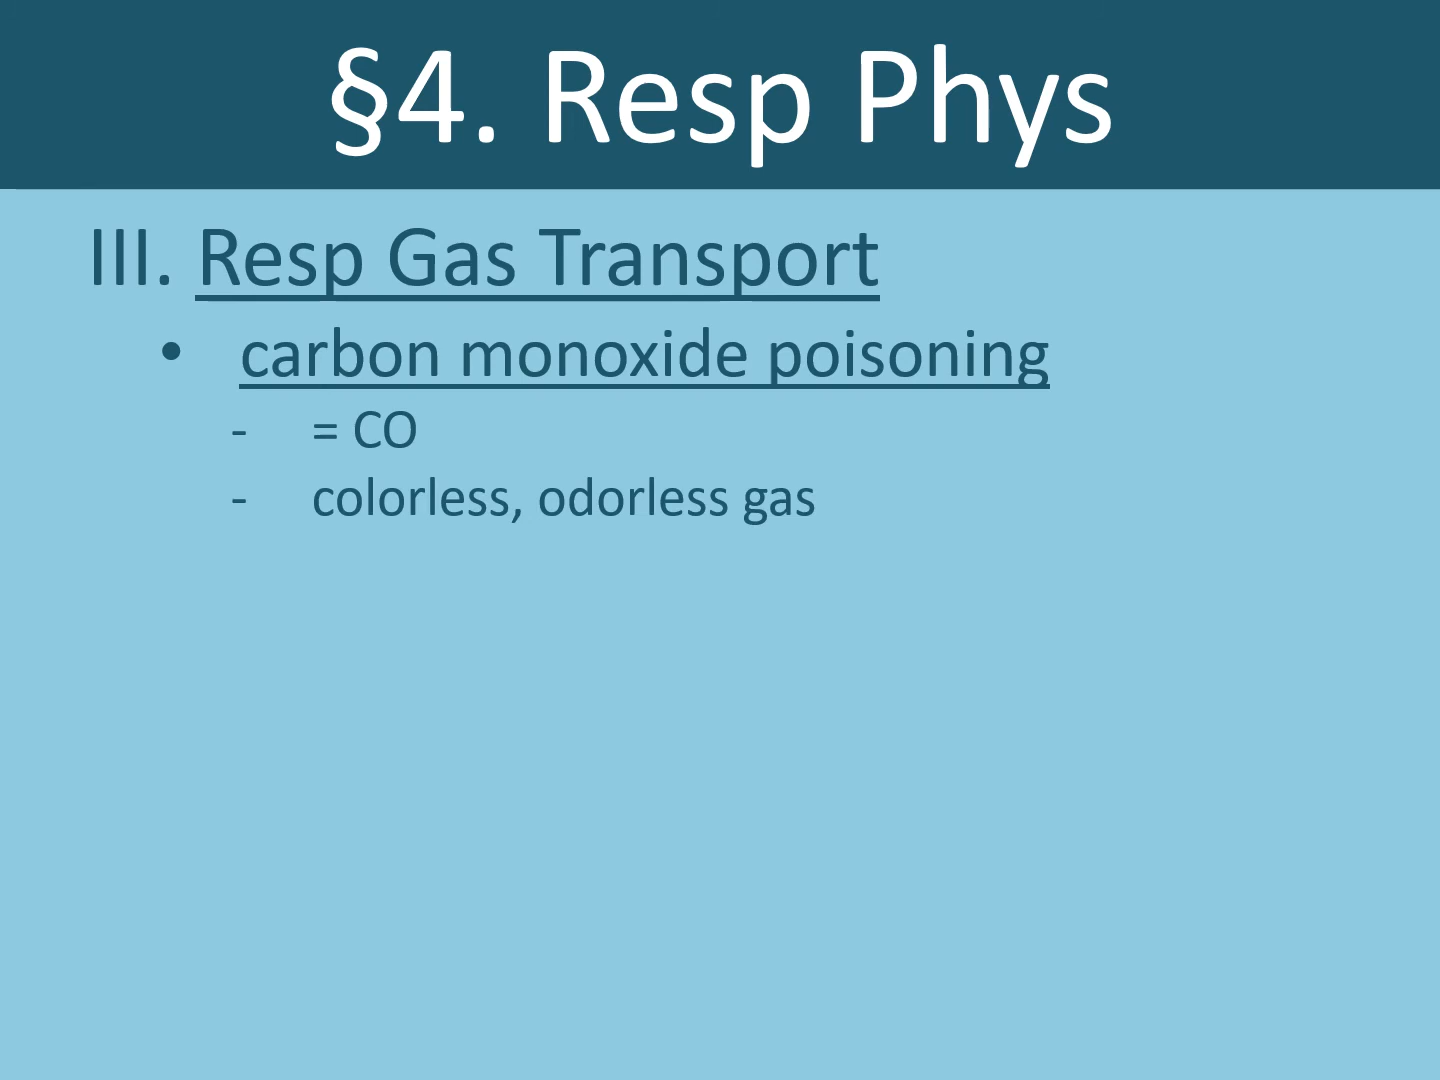 §4. Resp Phys
III. Resp Gas Transport
• carbon monoxide poisoning
- = CO
- colorless, odorless gas